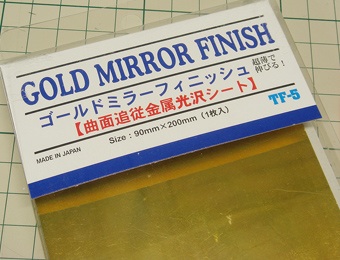 GOLD MIRROR FINISH
ゴールドミラーフィニッシュ 超薄で伸びる！
【曲面追従金属光沢シート】
Size：90mm×200mm（1枚入）
MADE IN JAPAN
TF-5